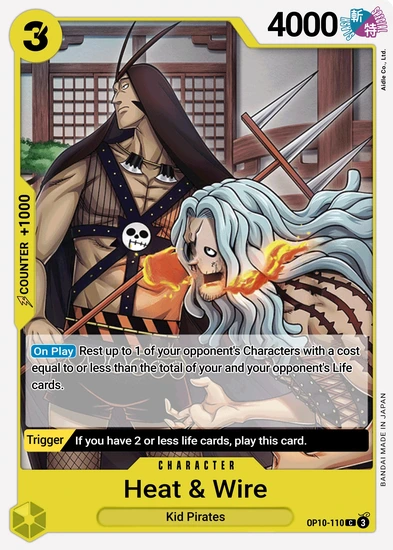 3
4000
斬 特
SLASH SPECIAL
Aidle Co., Ltd.
COUNTER +1000
On Play Rest up to 1 of your opponent's Characters with a cost
equal to or less than the total of your and your opponent's Life
cards.
Trigger If you have 2 or less life cards, play this card.
CHARACTER
Heat & Wire
Kid Pirates
OP10-110 C 3
BANDAI MADE IN JAPAN